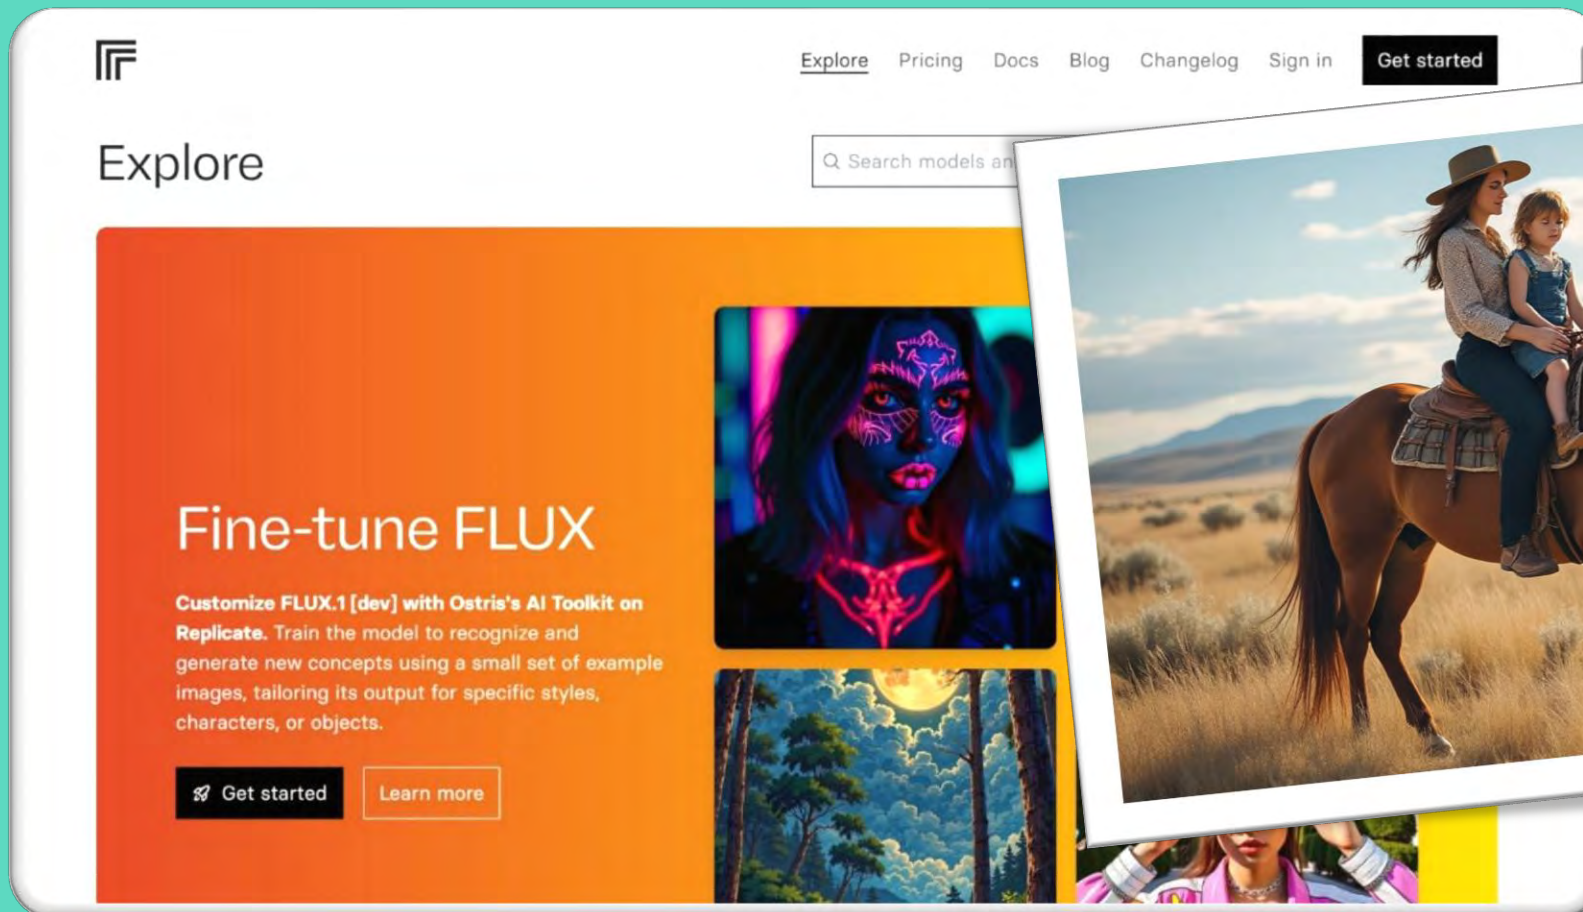 Explore Pricing Docs Blog Changelog Sign in Get started
Explore
Search models an
Fine-tune FLUX
Customize FLUX.1 [dev] with Ostris's AI Toolkit on
Replicate. Train the model to recognize and
generate new concepts using a small set of example
images, tailoring its output for specific styles,
characters, or objects.
Get started Learn more